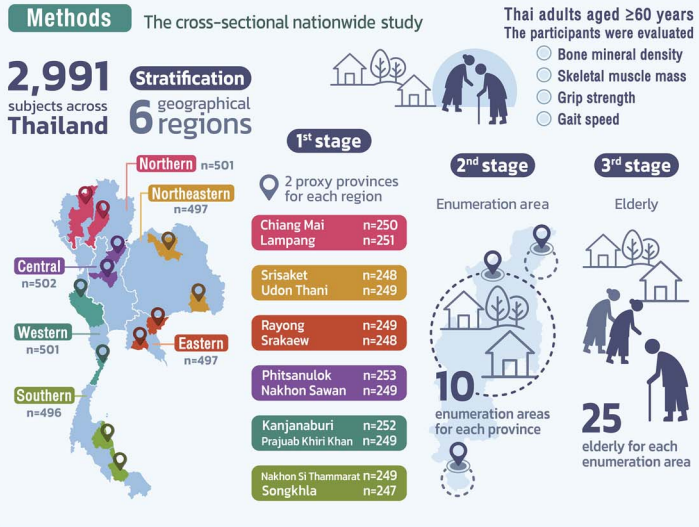 Methods
The cross-sectional nationwide study
Thai adults aged ≥60 years
The participants were evaluated
Bone mineral density
Skeletal muscle mass
Grip strength
Gait speed
2,991
subjects across
Thailand
Stratification
6 geographical
regions
Northern n=501
Northeastern
n=497
Central
n=502
Western
n=501
Eastern
n=497
Southern
n=496
1st stage
2 proxy provinces
for each region
Chiang Mai n=250
Lampang n=251
Srisaket n=248
Udon Thani n=249
Rayong n=249
Srakaew n=248
Phitsanulok n=253
Nakhon Sawan n=249
Kanjanaburi n=252
Prajuab Khiri Khan n=249
Nakhon Si Thammarat n=249
Songkhla n=247
2nd stage
Enumeration area
10
enumeration areas
for each province
3rd stage
Elderly
25
elderly for each
enumeration area